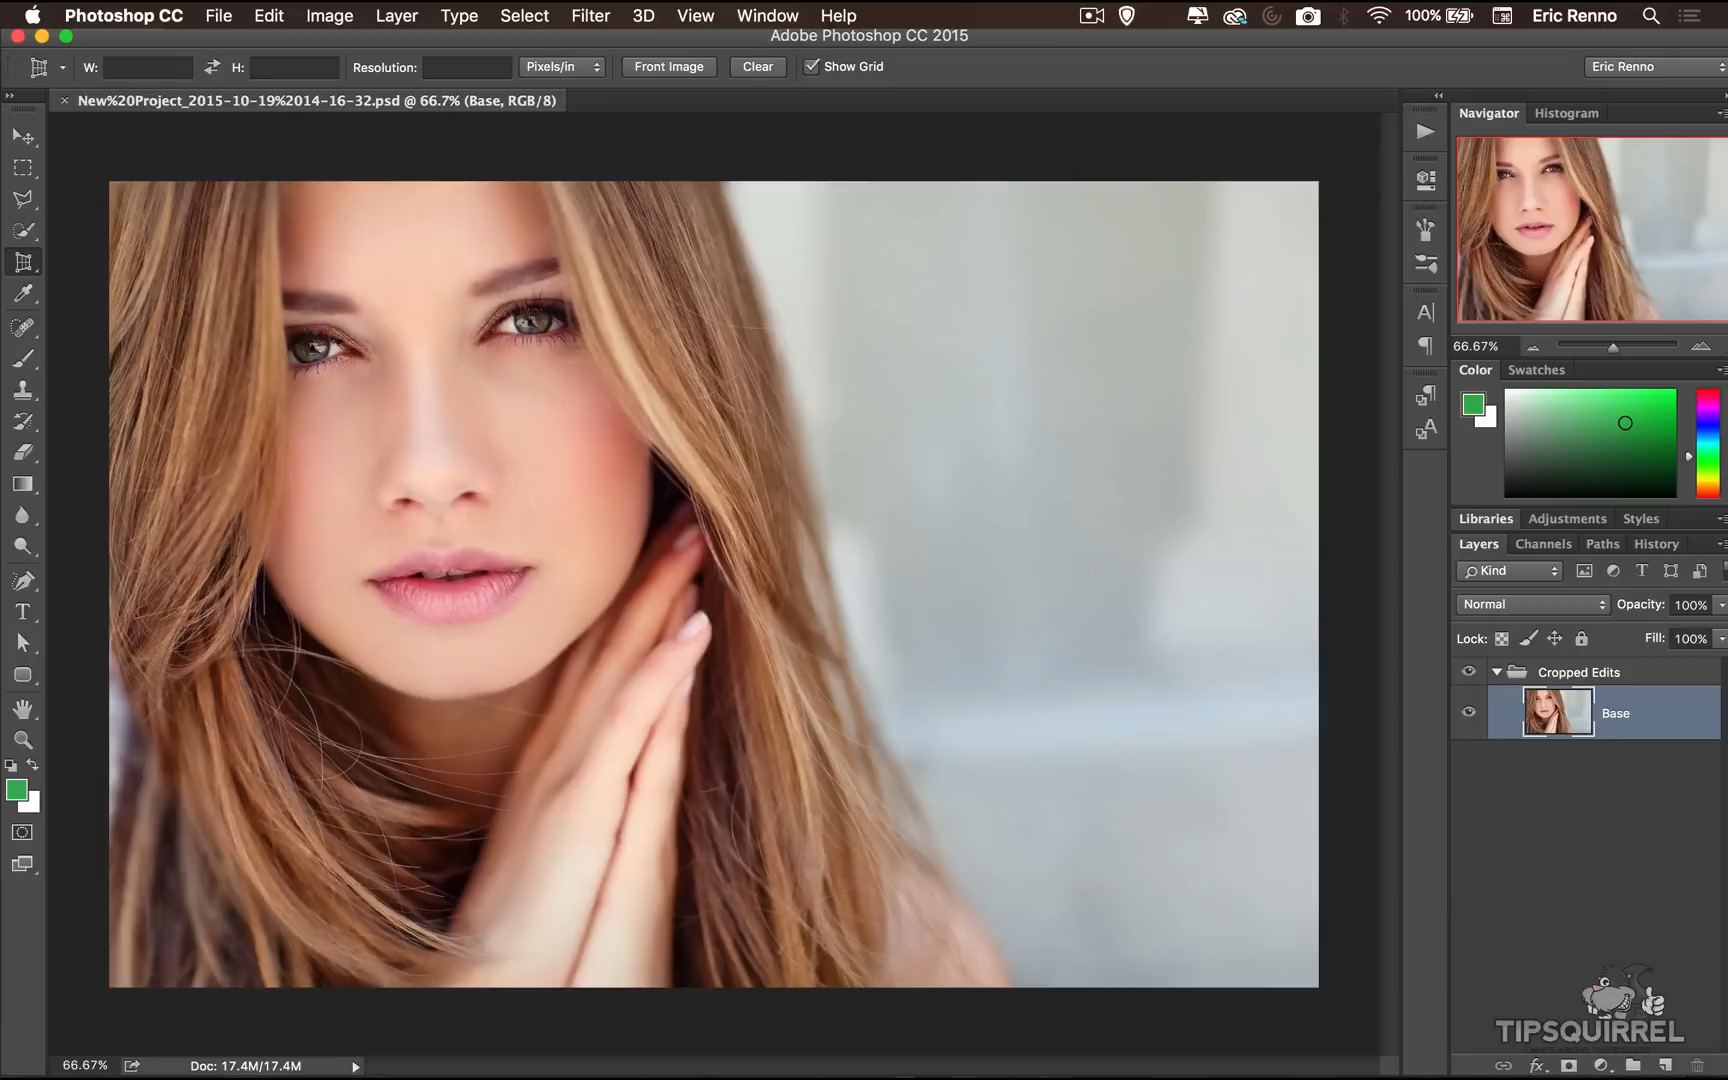 Photoshop CC File Edit Image Layer Type Select Filter 3D View Window Help 100% Eric Renno
Adobe Photoshop CC 2015
W: H: Resolution: Pixels/in Front Image Clear Show Grid Eric Renno
New%20Project_2015-10-19%2014-16-32.psd @ 66.7% (Base, RGB/8)
Navigator Histogram
66.67%
Color Swatches
Libraries Adjustments Styles
Layers Channels Paths History
Kind
Normal Opacity: 100%
Lock: Fill: 100%
Cropped Edits
Base
TIPSQUIRREL
66.67% Doc: 17.4M/17.4M